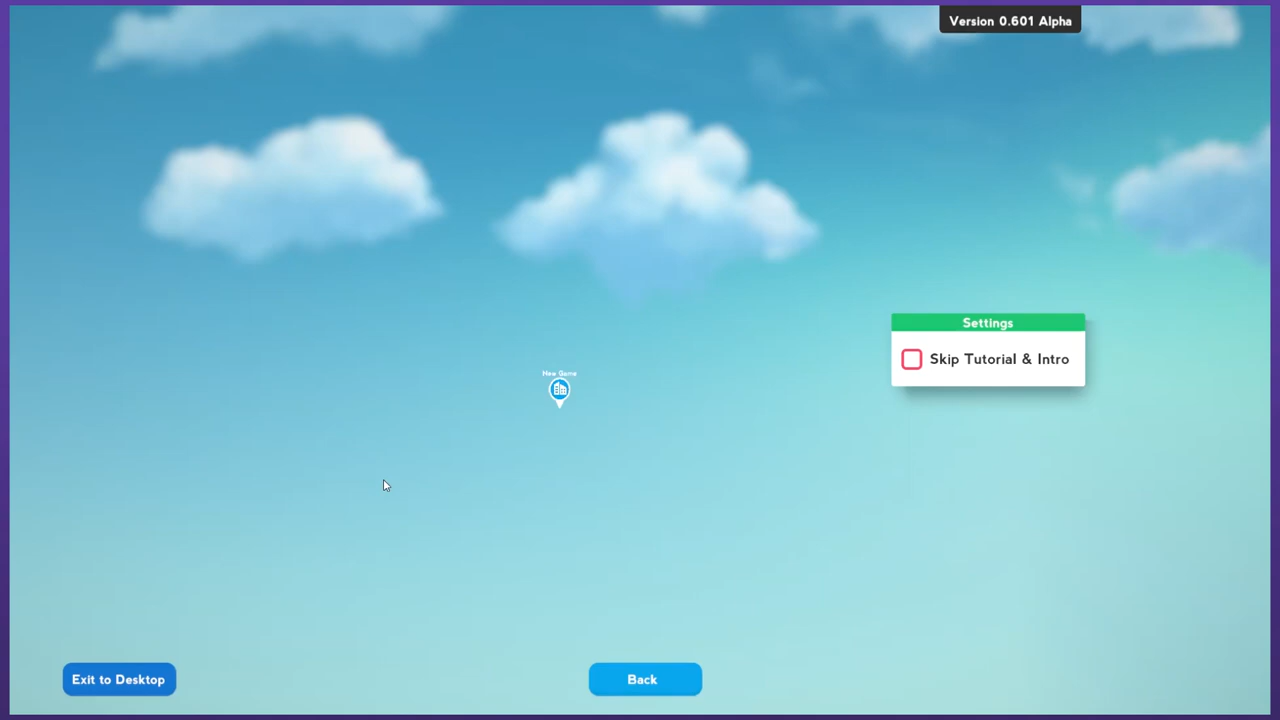 Version 0.601 Alpha
Settings
Skip Tutorial & Intro
New Game
Exit to Desktop
Back